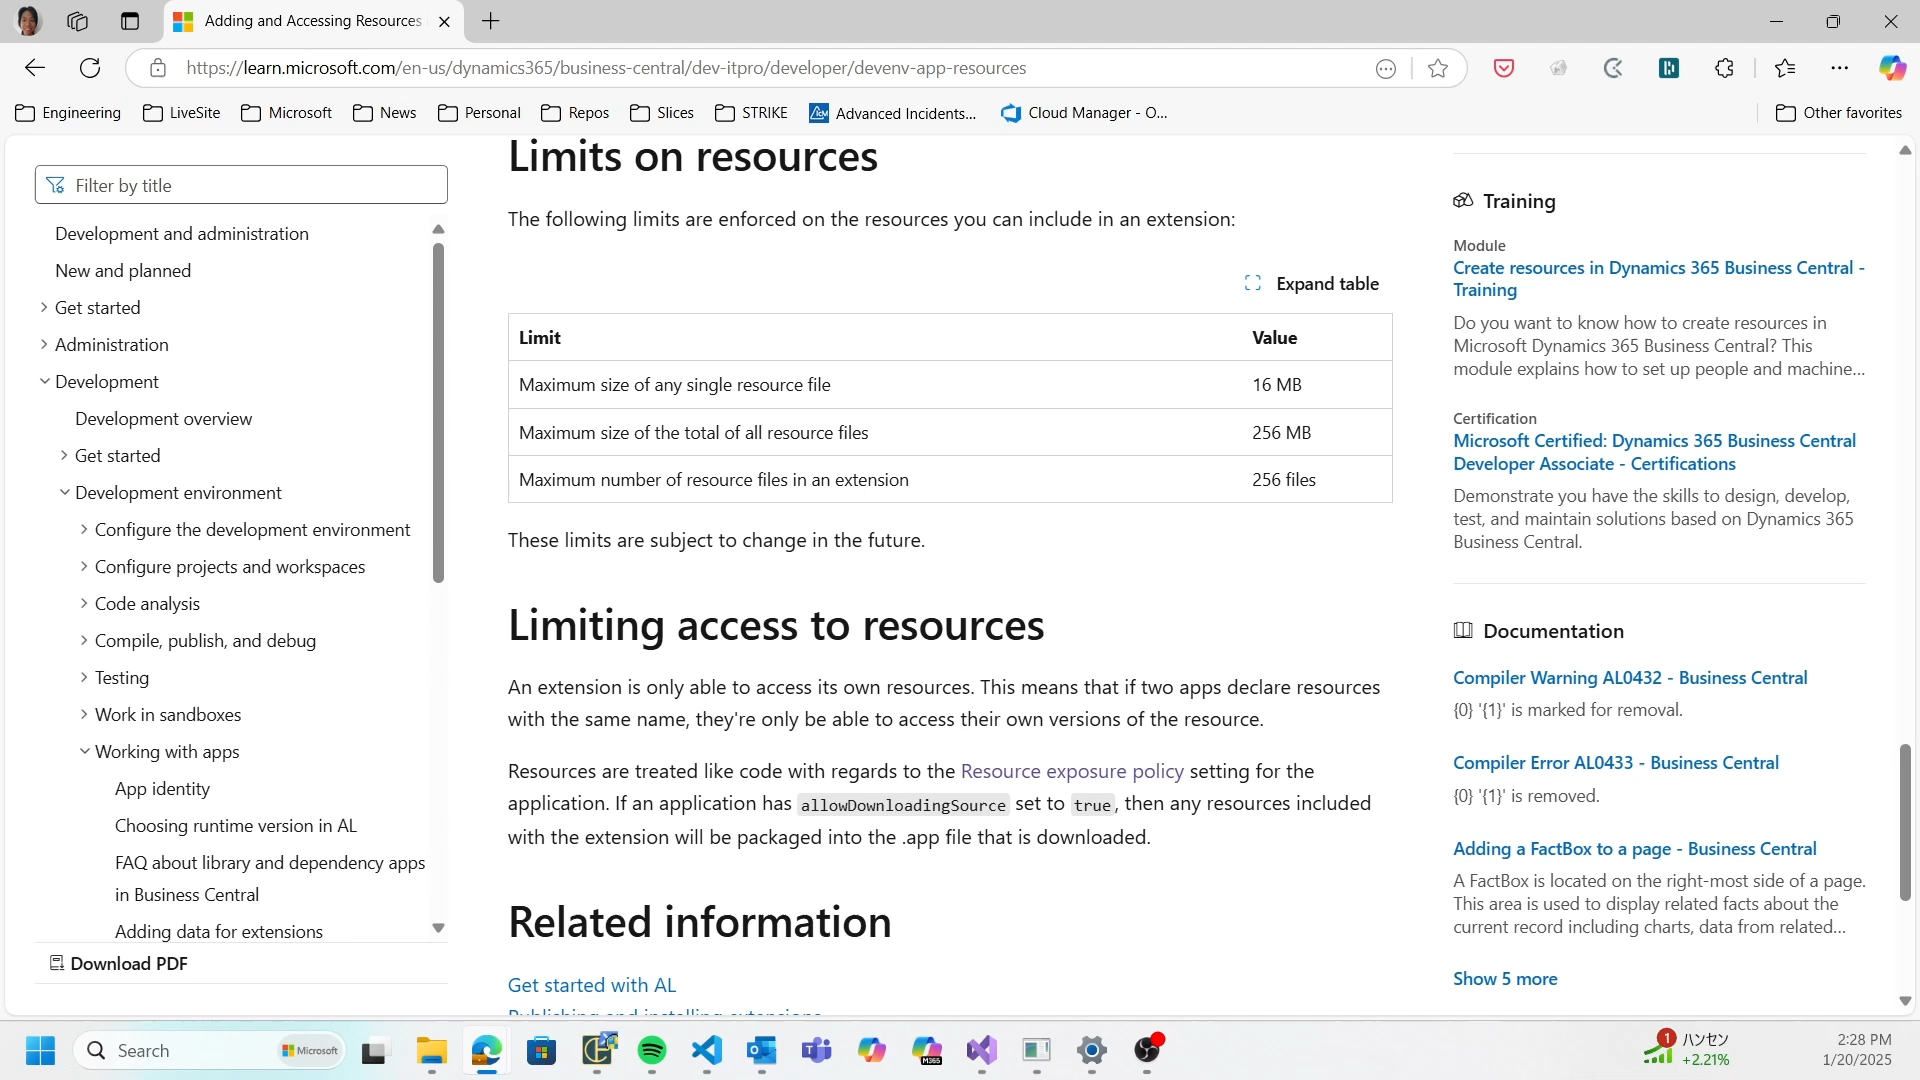 Adding and Accessing Resources
https://learn.microsoft.com/en-us/dynamics365/business-central/dev-itpro/developer/devenv-app-resources
Engineering
LiveSite
Microsoft
News
Personal
Repos
Slices
STRIKE
Advanced Incidents...
Cloud Manager - O...
Other favorites
Filter by title
Development and administration
New and planned
Get started
Administration
Development
Development overview
Get started
Development environment
Configure the development environment
Configure projects and workspaces
Code analysis
Compile, publish, and debug
Testing
Work in sandboxes
Working with apps
App identity
Choosing runtime version in AL
FAQ about library and dependency apps
in Business Central
Adding data for extensions
Download PDF
Limits on resources
The following limits are enforced on the resources you can include in an extension:
Expand table
Limit Value
Maximum size of any single resource file 16 MB
Maximum size of the total of all resource files 256 MB
Maximum number of resource files in an extension 256 files
These limits are subject to change in the future.
Limiting access to resources
An extension is only able to access its own resources. This means that if two apps declare resources
with the same name, they're only be able to access their own versions of the resource.
Resources are treated like code with regards to the Resource exposure policy setting for the
application. If an application has allowDownloadingSource set to true, then any resources included
with the extension will be packaged into the .app file that is downloaded.
Related information
Get started with AL
Publishing and installing extensions
Training
Module
Create resources in Dynamics 365 Business Central -
Training
Do you want to know how to create resources in
Microsoft Dynamics 365 Business Central? This
module explains how to set up people and machine...
Certification
Microsoft Certified: Dynamics 365 Business Central
Developer Associate - Certifications
Demonstrate you have the skills to design, develop,
test, and maintain solutions based on Dynamics 365
Business Central.
Documentation
Compiler Warning AL0432 - Business Central
{0} '{1}' is marked for removal.
Compiler Error AL0433 - Business Central
{0} '{1}' is removed.
Adding a FactBox to a page - Business Central
A FactBox is located on the right-most side of a page.
This area is used to display related facts about the
current record including charts, data from related...
Show 5 more
Search
Microsoft
M365
1
ハンセン
+2.21%
2:28 PM
1/20/2025